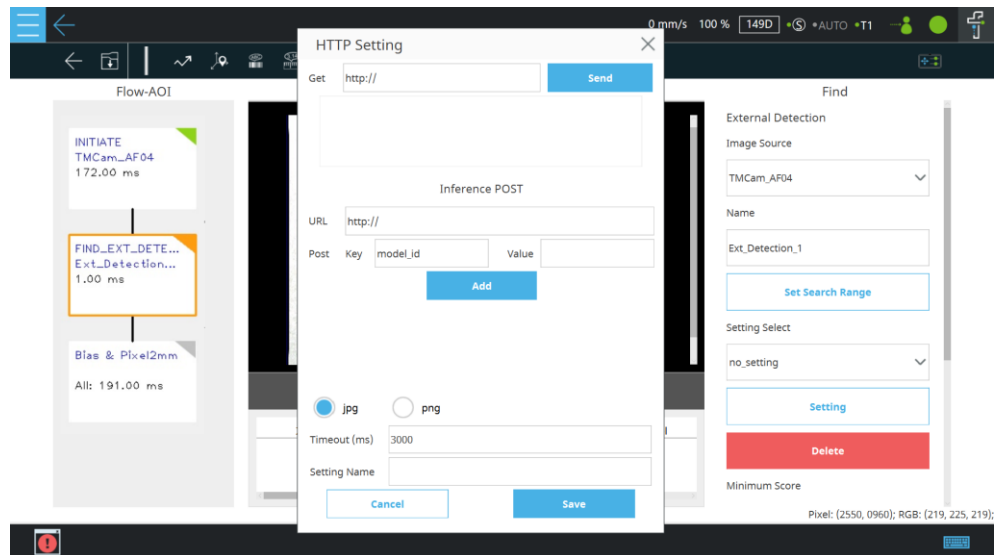 0 mm/s 100 % 149D •Ⓢ •AUTO •T1
HTTP Setting
Get http:// Send
Inference POST
URL http://
Post Key model_id Value
Add
jpg png
Timeout (ms) 3000
Setting Name
Cancel Save
Flow-AOI
INITIATE
TMCam_AF04
172.00 ms
FIND_EXT_DETE...
Ext_Detection...
1.00 ms
Bias & Pixel2mm
All: 191.00 ms
Find
External Detection
Image Source
TMCam_AF04
Name
Ext_Detection_1
Set Search Range
Setting Select
no_setting
Setting
Delete
Minimum Score
Pixel: (2550, 0960); RGB: (219, 225, 219);